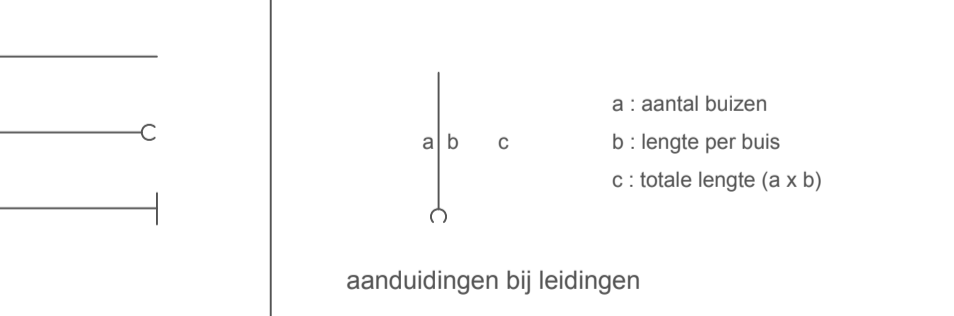 a b c
a : aantal buizen
b : lengte per buis
c : totale lengte (a x b)
aanduidingen bij leidingen